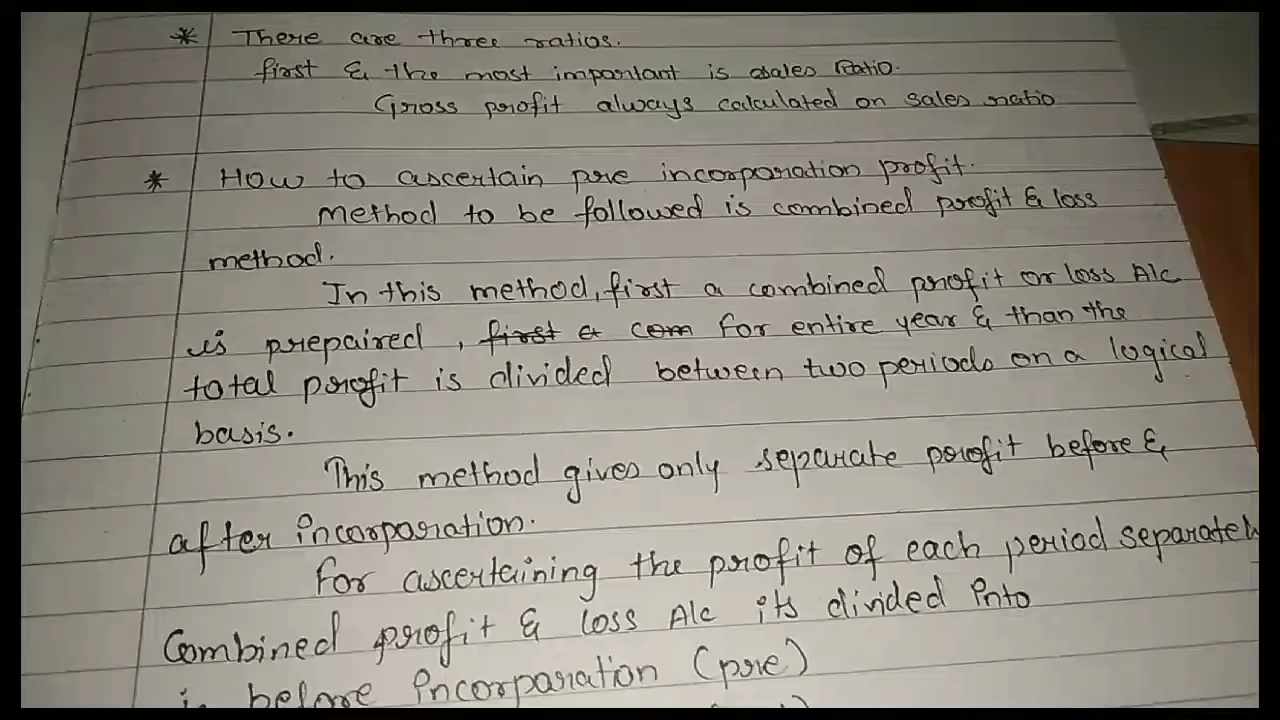 * There are three ratios.
first & the most important is sales Ratio.
Gross profit always calculated on sales ratio
* How to ascertain pre incorporation profit.
method to be followed is combined profit & loss
method.
In this method, first a combined profit or loss A/c
is prepaired, first a com for entire year & than the
total profit is divided between two periods on a logical
basis.
This method gives only separate profit before &
after incorporation.
for ascertaining the profit of each period separately
Combined profit & loss A/c its divided into
before incorporation (pre)